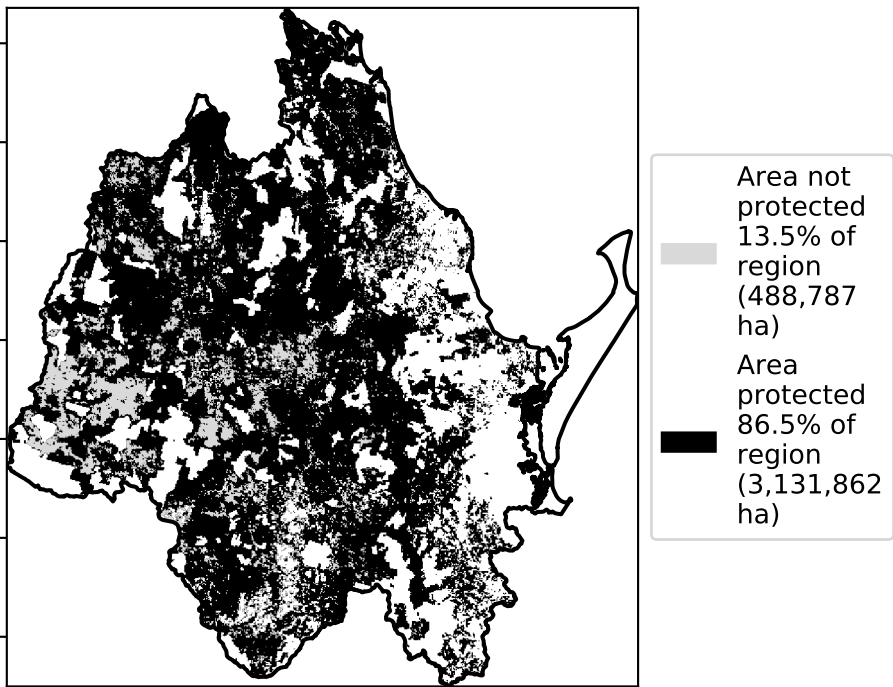 Area not
protected
13.5% of
region
(488,787
ha)
Area
protected
86.5% of
region
(3,131,862
ha)